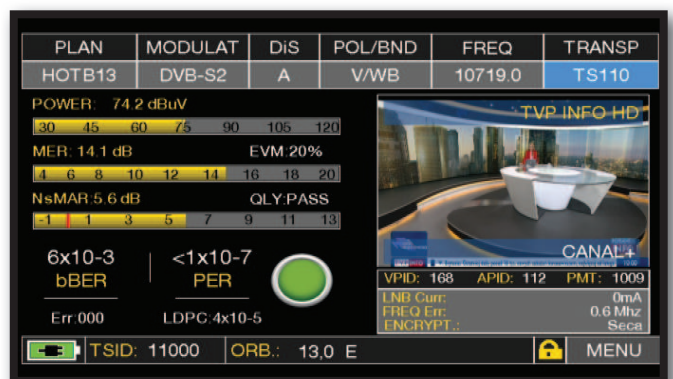 PLAN MODULAT DiS POL/BND FREQ TRANSP
HOTB13 DVB-S2 A V/WB 10719.0 TS110
POWER: 74.2 dBuV
30 45 60 75 90 105 120
MER: 14.1 dB EVM:20%
4 6 8 10 12 14 16 18 20
NsMAR:5.6 dB QLY:PASS
-1 1 3 5 7 9 11 13
6x10-3 <1x10-7
bBER PER
Err:000 LDPC:4x10-5
TVP INFO HD
CANAL+
VPID: 168 APID: 112 PMT: 1009
LNB Curr: 0mA
FREQ Err: 0.6 Mhz
ENCRYPT.: Seca
TSID: 11000 ORB.: 13,0 E MENU